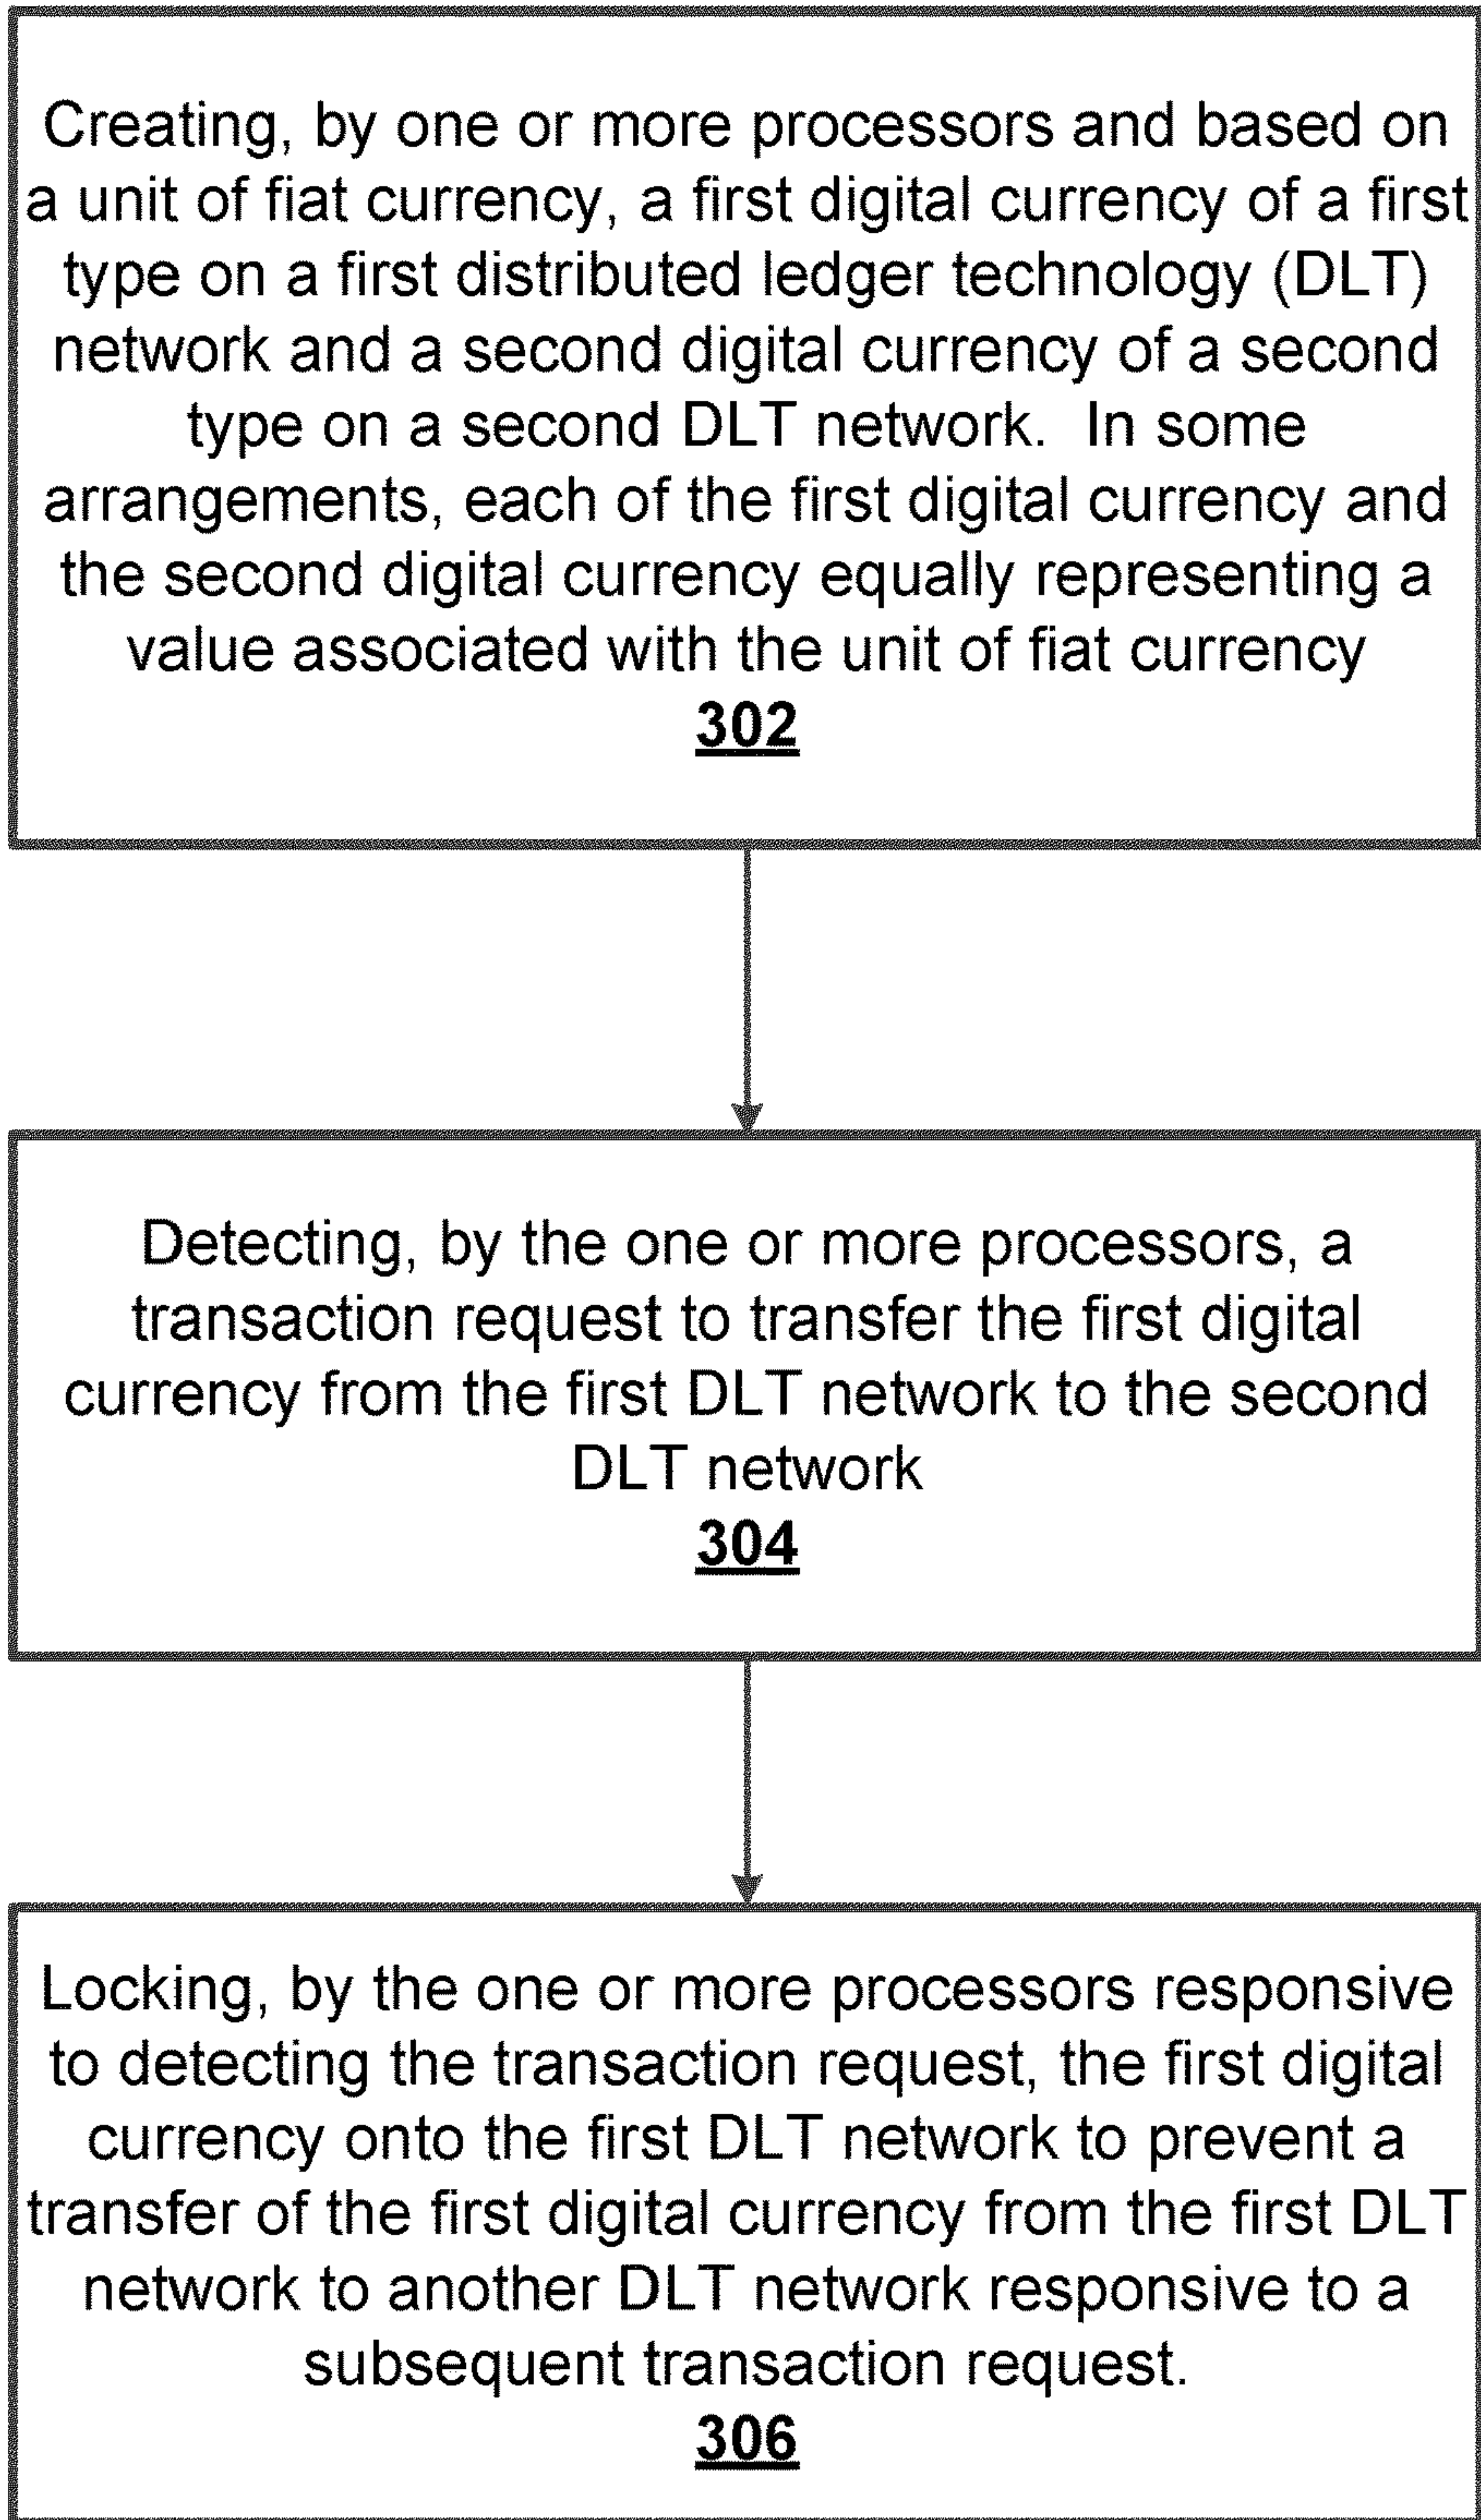 Creating, by one or more processors and based on
a unit of fiat currency, a first digital currency of a first
type on a first distributed ledger technology (DLT)
network and a second digital currency of a second
type on a second DLT network.  In some
arrangements, each of the first digital currency and
the second digital currency equally representing a
value associated with the unit of fiat currency
302
Detecting, by the one or more processors, a
transaction request to transfer the first digital
currency from the first DLT network to the second
DLT network
304
Locking, by the one or more processors responsive
to detecting the transaction request, the first digital
currency onto the first DLT network to prevent a
transfer of the first digital currency from the first DLT
network to another DLT network responsive to a
subsequent transaction request.
306